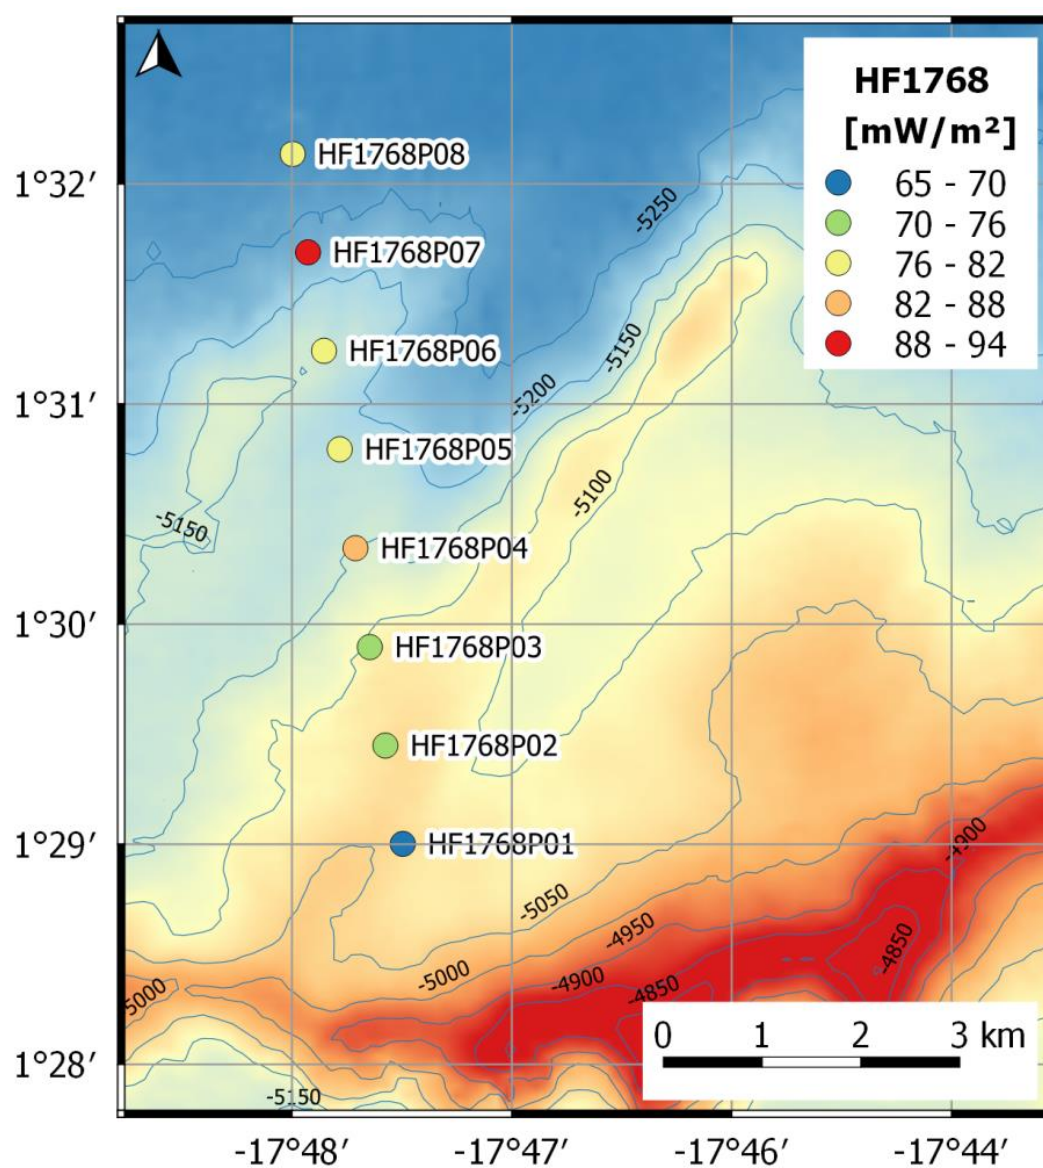 HF1768
[mW/m²]
65 - 70
70 - 76
76 - 82
82 - 88
88 - 94
HF1768P08
1°32′
-5250
HF1768P07
HF1768P06
-5150
1°31′
-5200
HF1768P05
-5100
-5150
HF1768P04
1°30′
HF1768P03
HF1768P02
1°29′
HF1768P01
-4900
-5050
-4950
-4850
-5000
-4900
-4850
-5000
0 1 2 3 km
1°28′
-5150
-17°48′ -17°47′ -17°46′ -17°44′